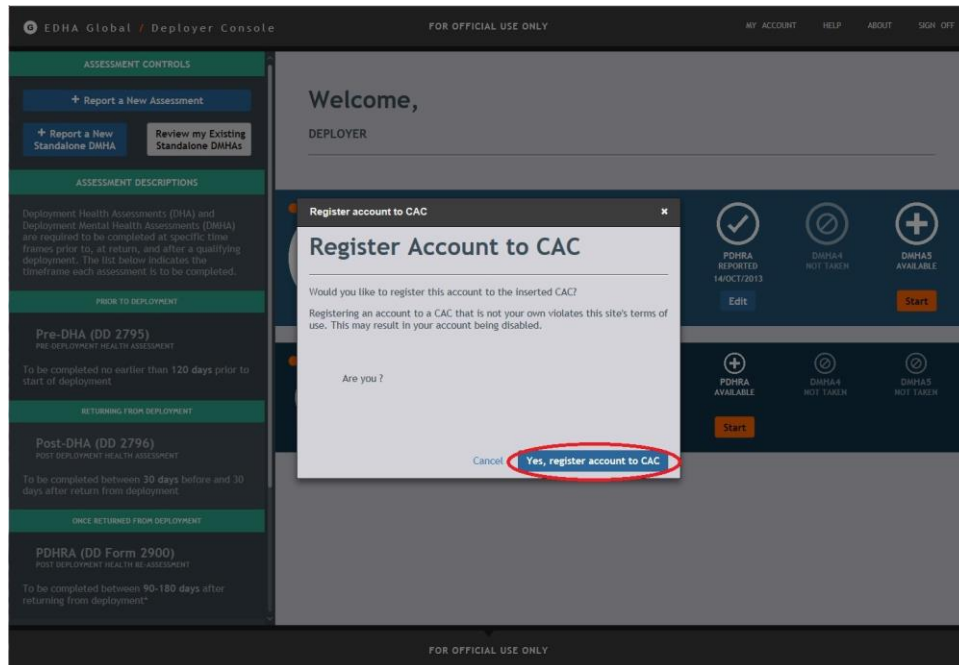 G EDHA Global / Deployer Console
FOR OFFICIAL USE ONLY
MY ACCOUNT HELP ABOUT SIGN OFF
ASSESSMENT CONTROLS
+ Report a New Assessment
+ Report a New
Standalone DMHA
Review my Existing
Standalone DMHAs
ASSESSMENT DESCRIPTIONS
Deployment Health Assessments (DHA) and
Deployment Mental Health Assessments (DMHA)
are required to be completed at specific time
frames prior to, at return, and after a qualifying
deployment. The list below indicates the
timeframe each assessment is to be completed.
PRIOR TO DEPLOYMENT
Pre-DHA (DD 2795)
PRE-DEPLOYMENT HEALTH ASSESSMENT
To be completed no earlier than 120 days prior to
start of deployment
RETURNING FROM DEPLOYMENT
Post-DHA (DD 2796)
POST DEPLOYMENT HEALTH ASSESSMENT
To be completed between 30 days before and 30
days after return from deployment
ONCE RETURNED FROM DEPLOYMENT
PDHRA (DD Form 2900)
POST DEPLOYMENT HEALTH RE-ASSESSMENT
To be completed between 90-180 days after
returning from deployment*
Welcome,
DEPLOYER
Register account to CAC ×
Register Account to CAC
Would you like to register this account to the inserted CAC?
Registering an account to a CAC that is not your own violates this site's terms of
use. This may result in your account being disabled.
Are you ?
Cancel Yes, register account to CAC
PDHRA
REPORTED
14/OCT/2013
Edit
DMHA4
NOT TAKEN
DMHA5
AVAILABLE
Start
PDHRA
AVAILABLE
Start
DMHA4
NOT TAKEN
DMHA5
NOT TAKEN
FOR OFFICIAL USE ONLY